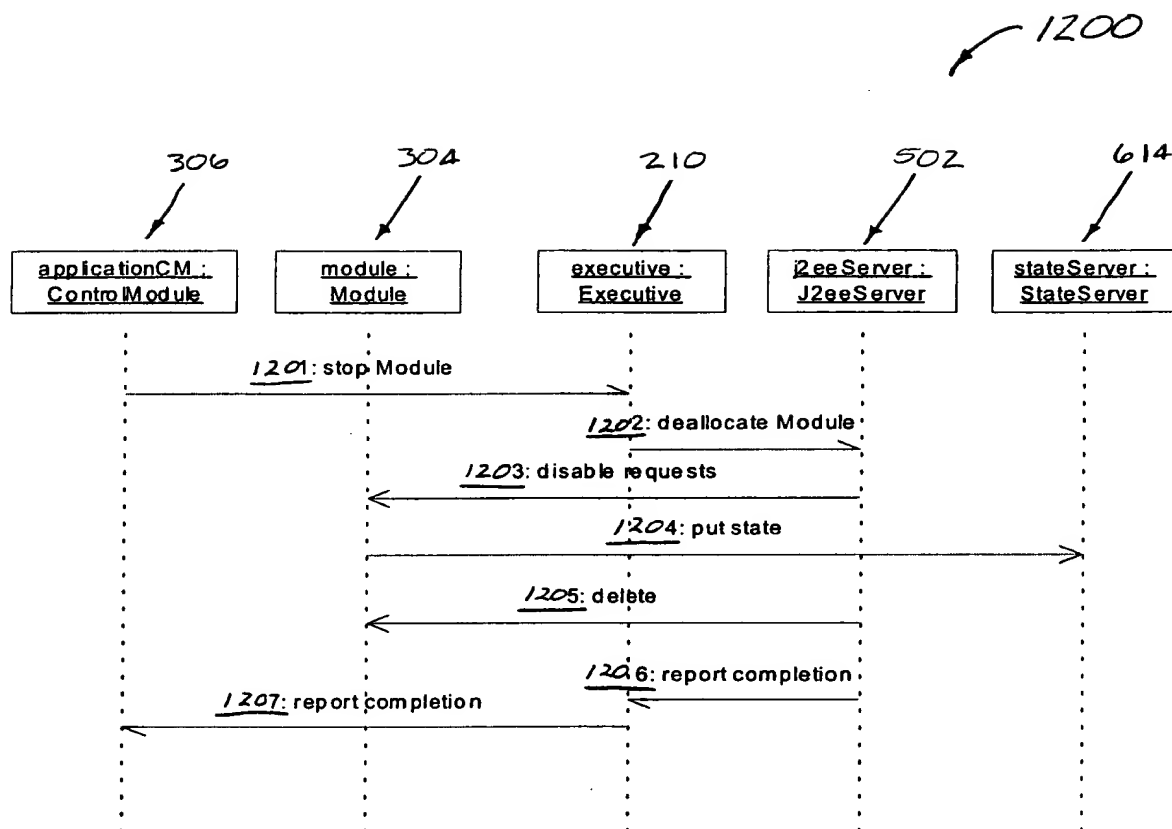 1200
306
304
210
502
614
applicationCM :
ControlModule
module :
Module
executive :
Executive
j2eeServer :
J2eeServer
stateServer :
StateServer
1201: stop Module
1202: deallocate Module
1203: disable requests
1204: put state
1205: delete
1206: report completion
1207: report completion